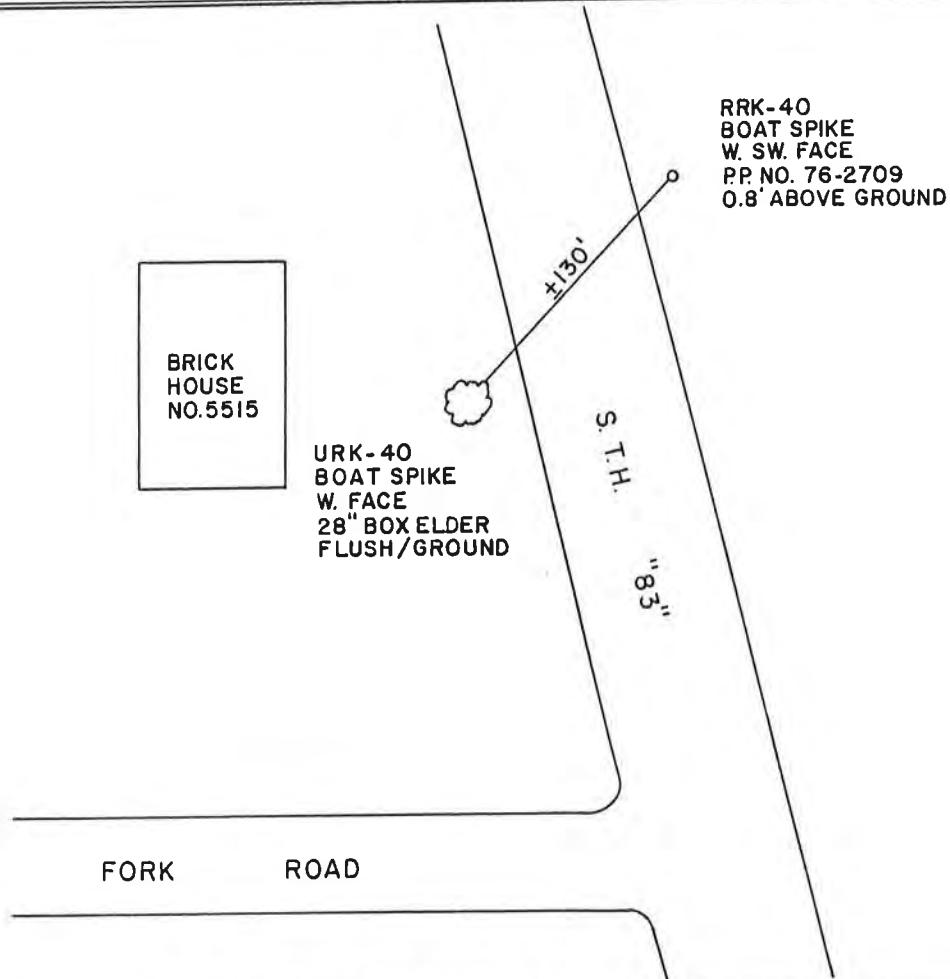 RRK-40
BOAT SPIKE
W. SW. FACE
P.P. NO. 76-2709
0.8' ABOVE GROUND
±130'
BRICK
HOUSE
NO.5515
URK-40
BOAT SPIKE
W. FACE
28" BOX ELDER
FLUSH/GROUND
S. T. H. "83"
FORK ROAD